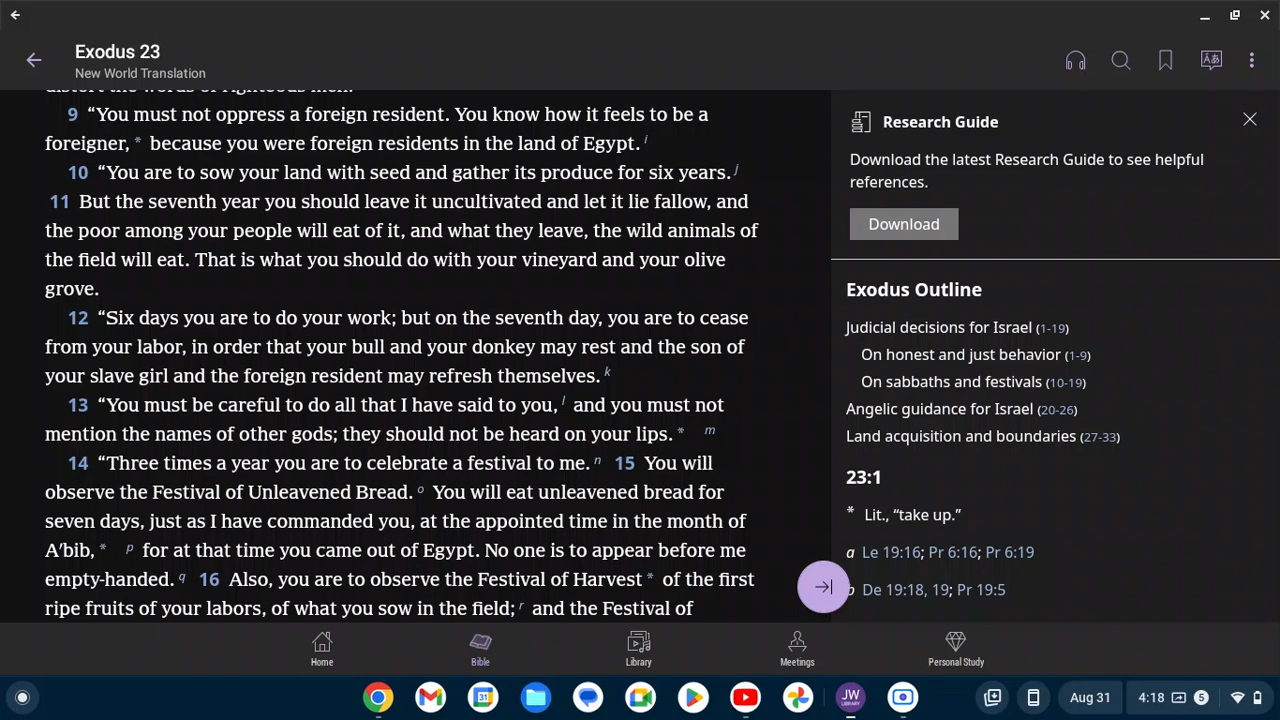 Exodus 23
New World Translation
distort the words of righteous men.
9 “You must not oppress a foreign resident. You know how it feels to be a
foreigner, * because you were foreign residents in the land of Egypt. i
10 “You are to sow your land with seed and gather its produce for six years. j
11 But the seventh year you should leave it uncultivated and let it lie fallow, and
the poor among your people will eat of it, and what they leave, the wild animals of
the field will eat. That is what you should do with your vineyard and your olive
grove.
12 “Six days you are to do your work; but on the seventh day, you are to cease
from your labor, in order that your bull and your donkey may rest and the son of
your slave girl and the foreign resident may refresh themselves. k
13 “You must be careful to do all that I have said to you, l and you must not
mention the names of other gods; they should not be heard on your lips. * m
14 “Three times a year you are to celebrate a festival to me. n 15 You will
observe the Festival of Unleavened Bread. o You will eat unleavened bread for
seven days, just as I have commanded you, at the appointed time in the month of
Aʹbib, * p for at that time you came out of Egypt. No one is to appear before me
empty-handed. q 16 Also, you are to observe the Festival of Harvest * of the first
ripe fruits of your labors, of what you sow in the field; r and the Festival of
Research Guide
Download the latest Research Guide to see helpful
references.
Download
Exodus Outline
Judicial decisions for Israel (1-19)
On honest and just behavior (1-9)
On sabbaths and festivals (10-19)
Angelic guidance for Israel (20-26)
Land acquisition and boundaries (27-33)
23:1
* Lit., “take up.”
a Le 19:16; Pr 6:16; Pr 6:19
b De 19:18, 19; Pr 19:5
Home
Bible
Library
Meetings
Personal Study
31
JW
LIBRARY
Aug 31
4:18
5